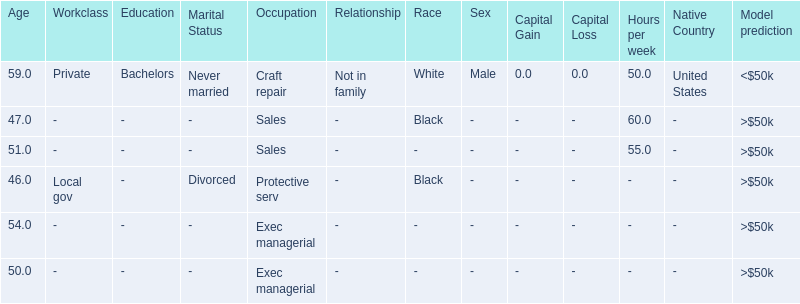 Age Workclass Education Marital Status Occupation Relationship Race Sex Capital Gain Capital Loss Hours per week Native Country Model prediction
59.0 Private Bachelors Never married Craft repair Not in family White Male 0.0 0.0 50.0 United States <$50k
47.0 - - - Sales - Black - - - 60.0 - >$50k
51.0 - - - Sales - - - - - 55.0 - >$50k
46.0 Local gov - Divorced Protective serv - Black - - - - - >$50k
54.0 - - - Exec managerial - - - - - - - >$50k
50.0 - - - Exec managerial - - - - - - - >$50k